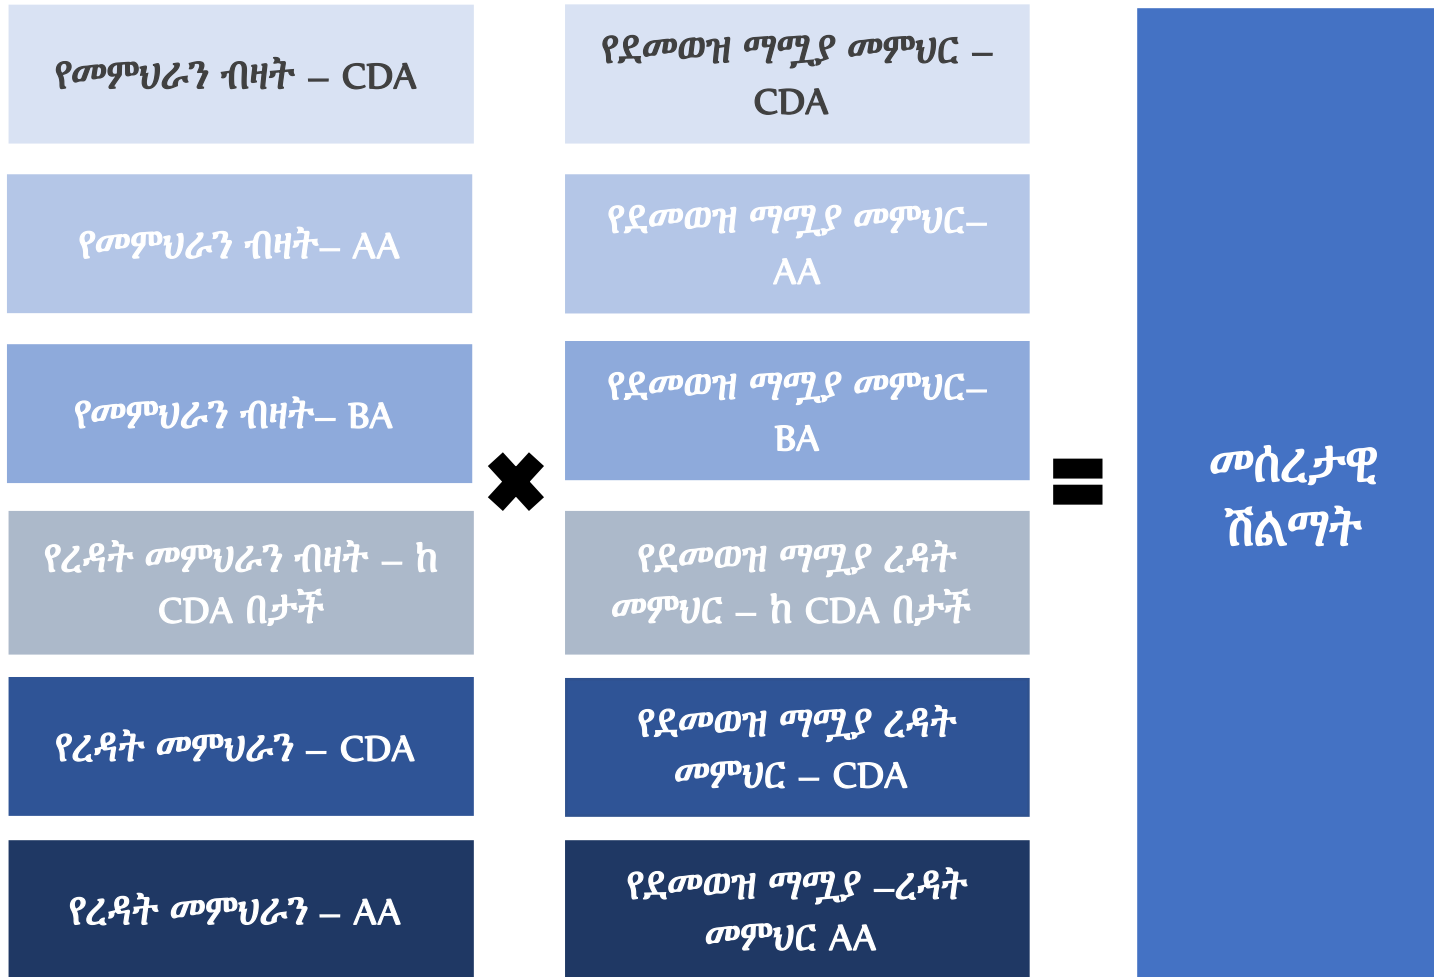 የመምህራን ብዛት – CDA
የደመወዝ ማሟያ መምህር –
CDA
የመምህራን ብዛት– AA
የደመወዝ ማሟያ መምህር–
AA
የመምህራን ብዛት– BA
የደመወዝ ማሟያ መምህር–
BA
የረዳት መምህራን ብዛት – ከ
CDA በታች
የደመወዝ ማሟያ ረዳት
መምህር – ከ CDA በታች
የረዳት መምህራን – CDA
የደመወዝ ማሟያ ረዳት
መምህር – CDA
የረዳት መምህራን – AA
የደመወዝ ማሟያ –ረዳት
መምህር AA
መሰረታዊ
ሽልማት